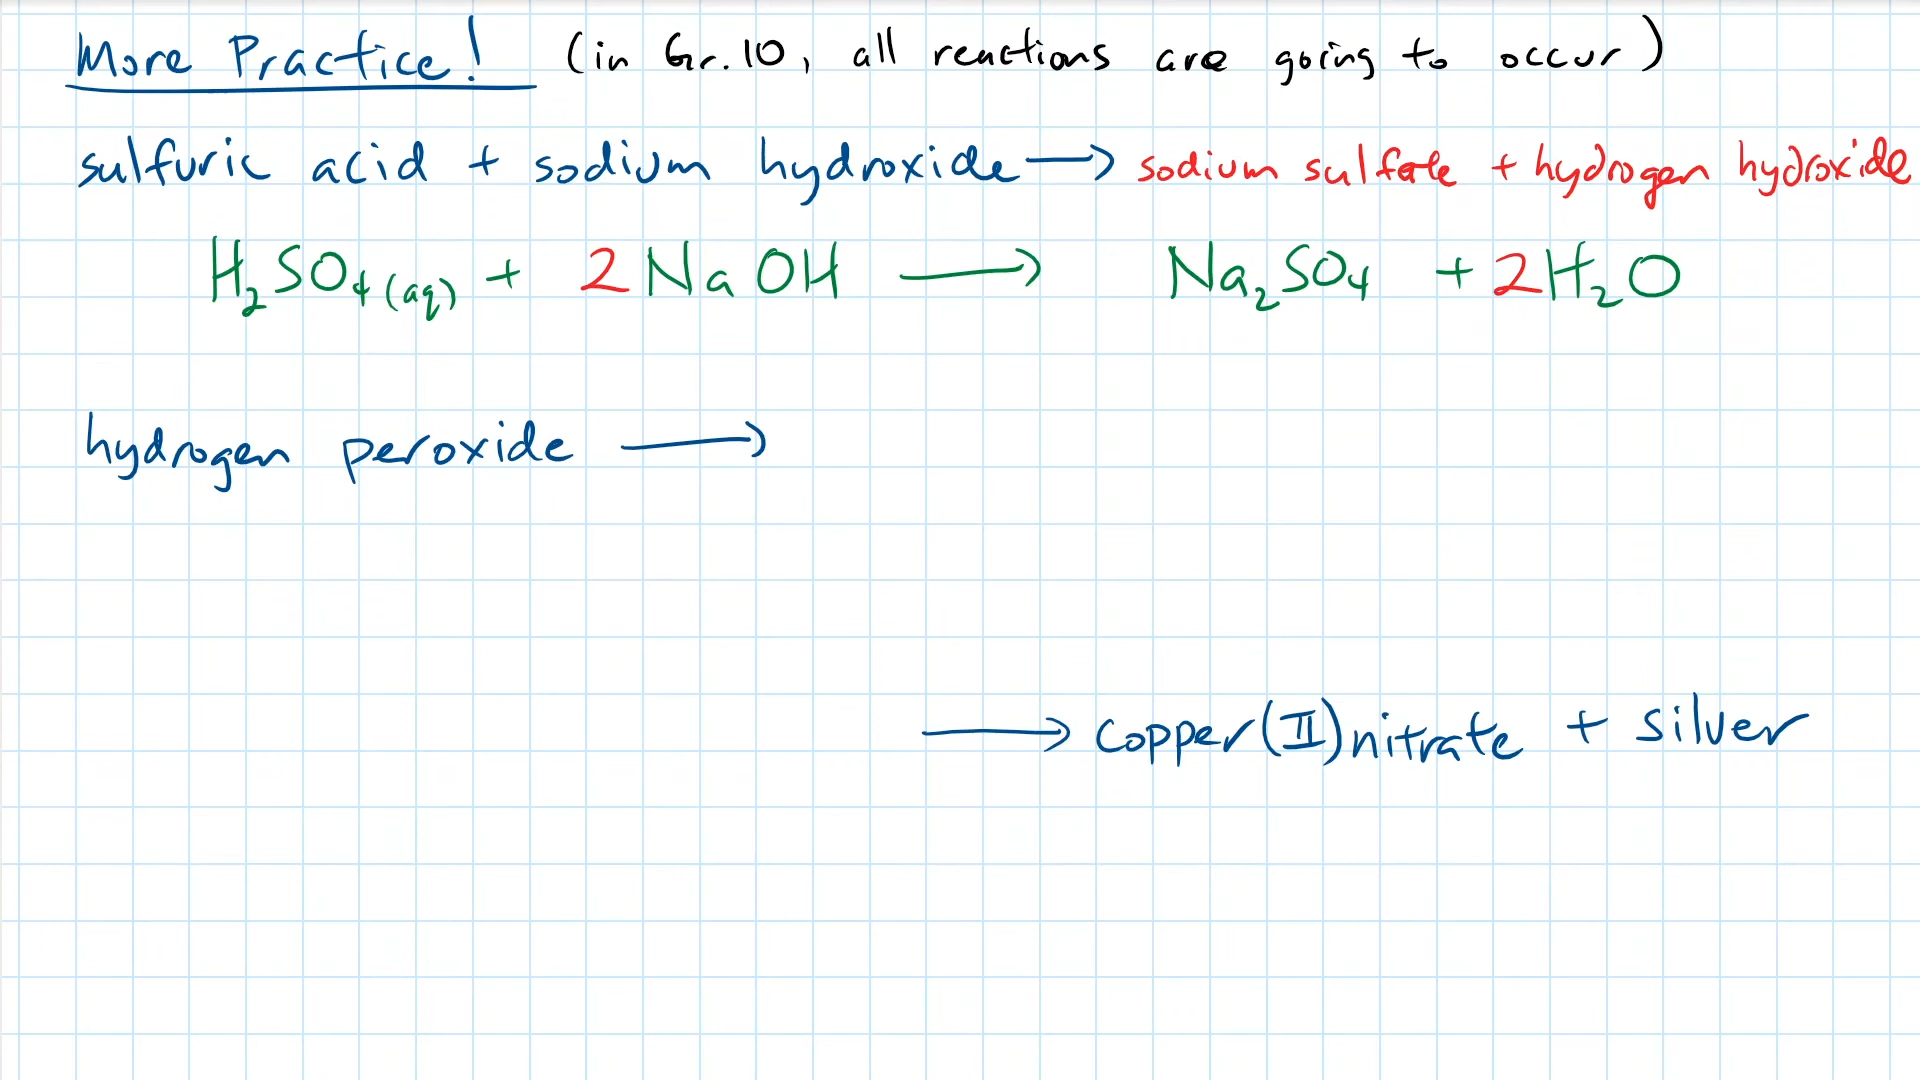 More Practice! (in Gr.10, all reactions are going to occur)
sulfuric acid + sodium hydroxide ⟶ sodium sulfate + hydrogen hydroxide
H₂SO₄(aq) + 2NaOH ⟶ Na₂SO₄ + 2H₂O
hydrogen peroxide ⟶
⟶ copper(II)nitrate + silver